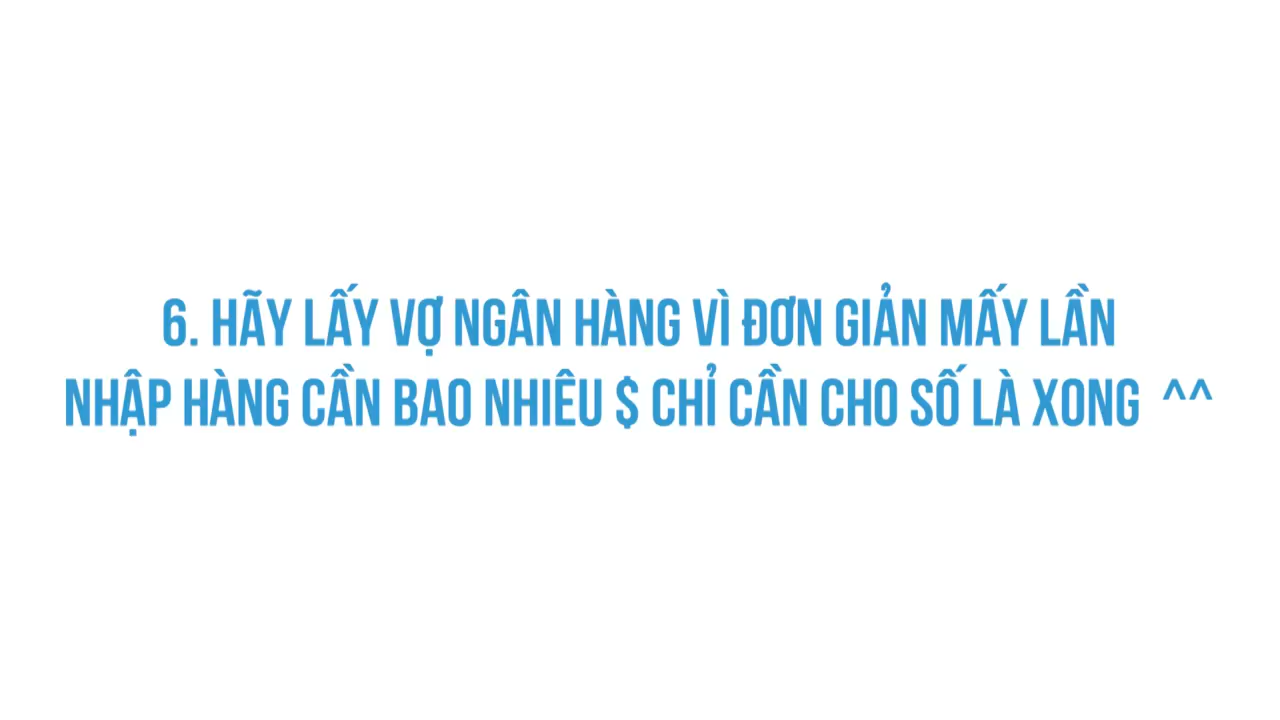 6. HÃY LẤY VỢ NGÂN HÀNG VÌ ĐƠN GIẢN MẤY LẦN
NHẬP HÀNG CẦN BAO NHIÊU $ CHỈ CẦN CHO SỐ LÀ XONG ^^